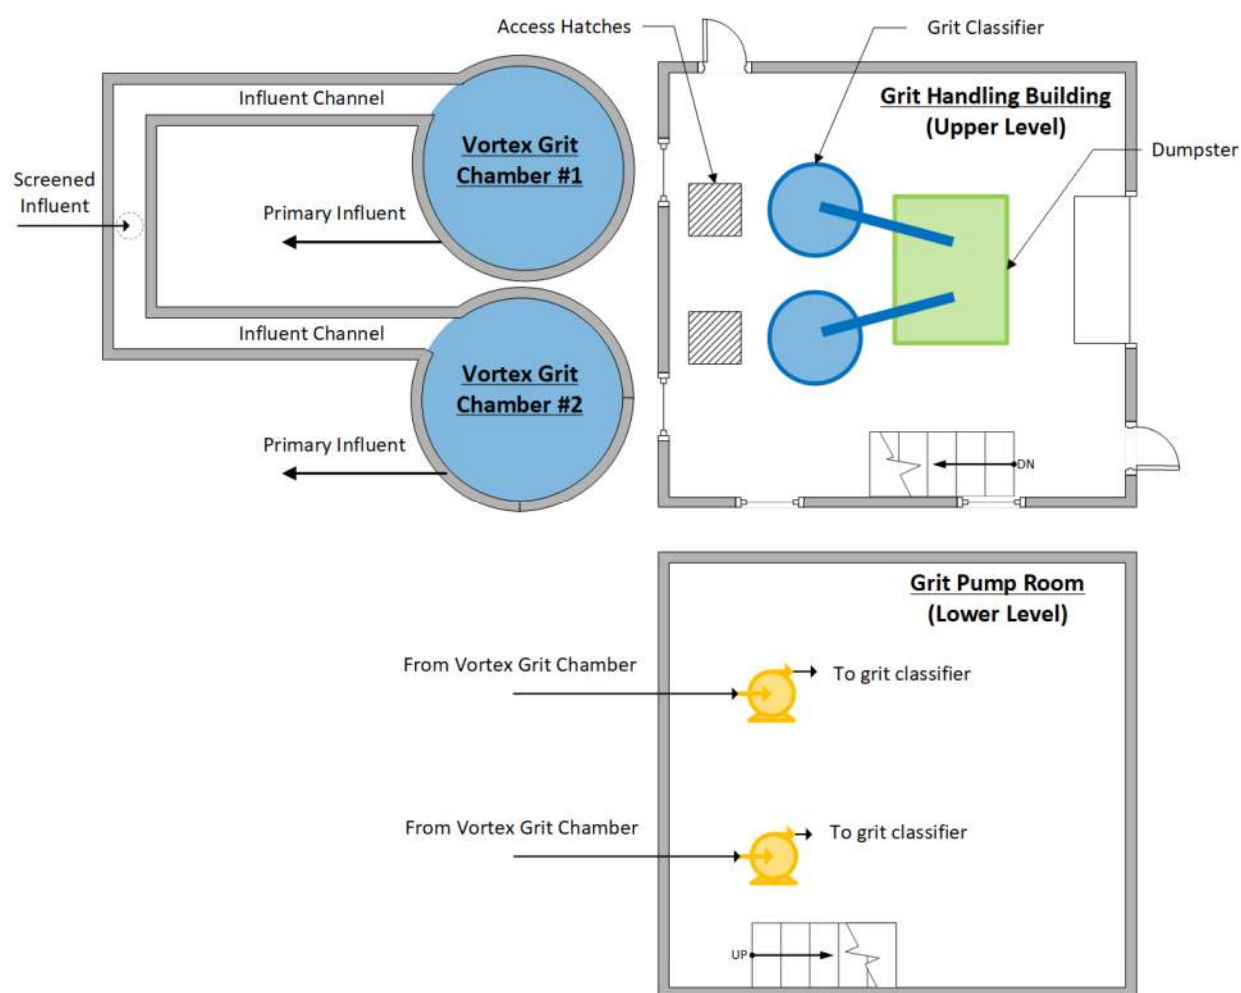 Access Hatches
Grit Classifier
Influent Channel
Grit Handling Building
(Upper Level)
Vortex Grit
Chamber #1
Dumpster
Screened
Influent
Primary Influent
Influent Channel
Vortex Grit
Chamber #2
Primary Influent
DN
Grit Pump Room
(Lower Level)
From Vortex Grit Chamber
To grit classifier
From Vortex Grit Chamber
To grit classifier
UP